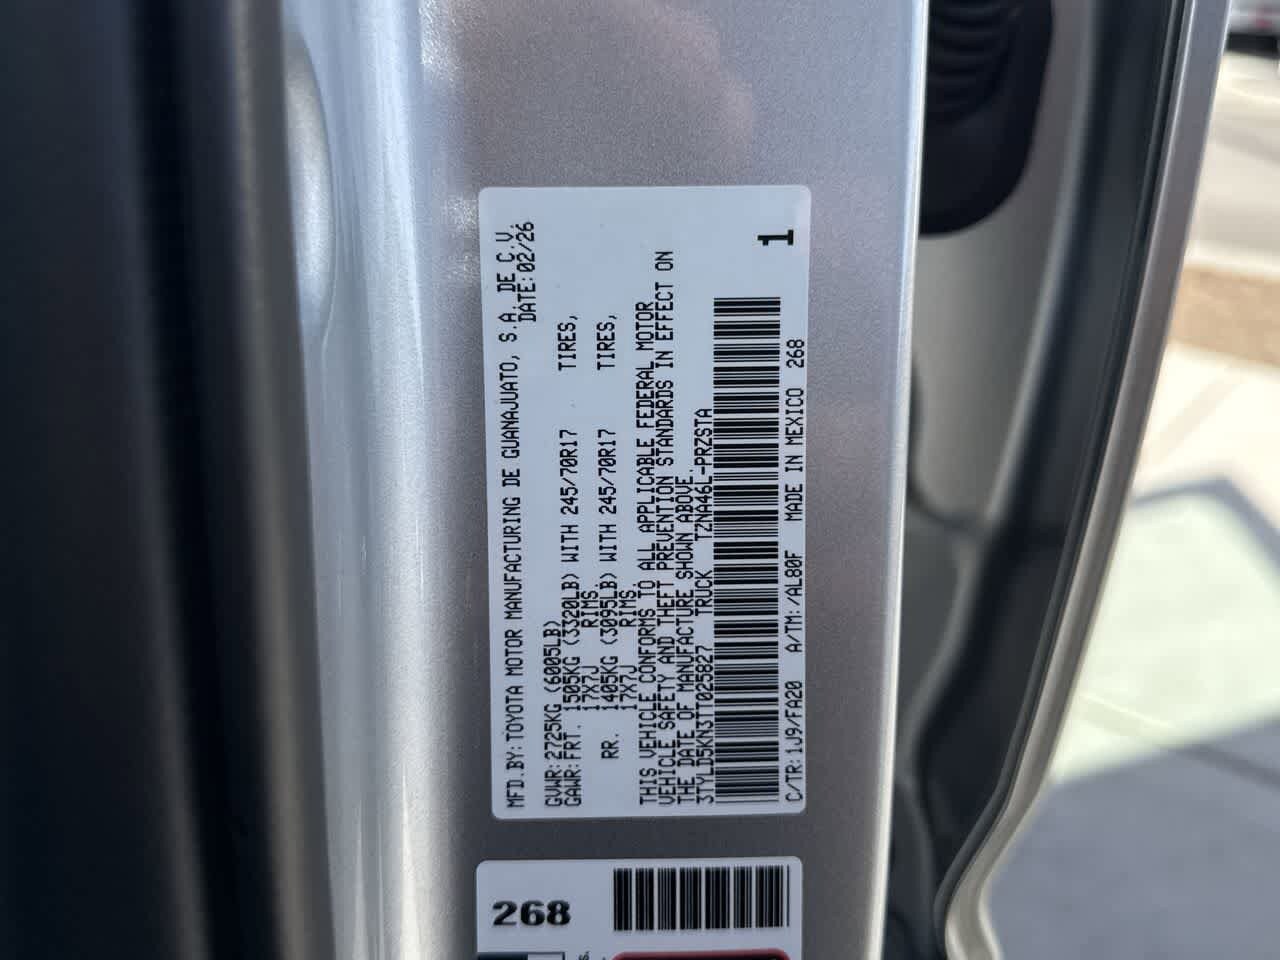 MFD.BY:TOYOTA MOTOR MANUFACTURING DE GUANAJUATO, S.A. DE C.V.
DATE:02/26
GVWR:2725KG (6005LB)
GAWR:FRT. 1505KG (3320LB) WITH 245/70R17 TIRES,
17X7J RIMS.
RR. 1405KG (3095LB) WITH 245/70R17 TIRES,
17X7J RIMS.
THIS VEHICLE CONFORMS TO ALL APPLICABLE FEDERAL MOTOR
VEHICLE SAFETY AND THEFT PREVENTION STANDARDS IN EFFECT ON
THE DATE OF MANUFACTURE SHOWN ABOVE.
3TYLD5KN3TT025827 TRUCK TZNA46L-PRZSTA
1
C/TR:1J9/FA20 A/TM:/AL80F MADE IN MEXICO 268
268